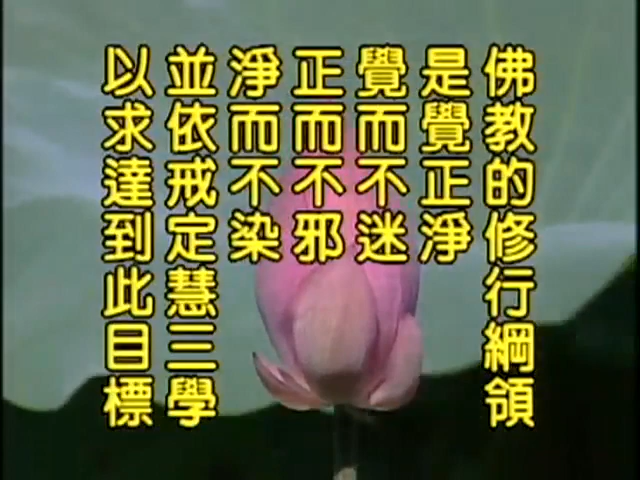 佛教的修行綱領
是覺正淨
覺而不迷
正而不邪
淨而不染
並依戒定慧三學
以求達到此目標